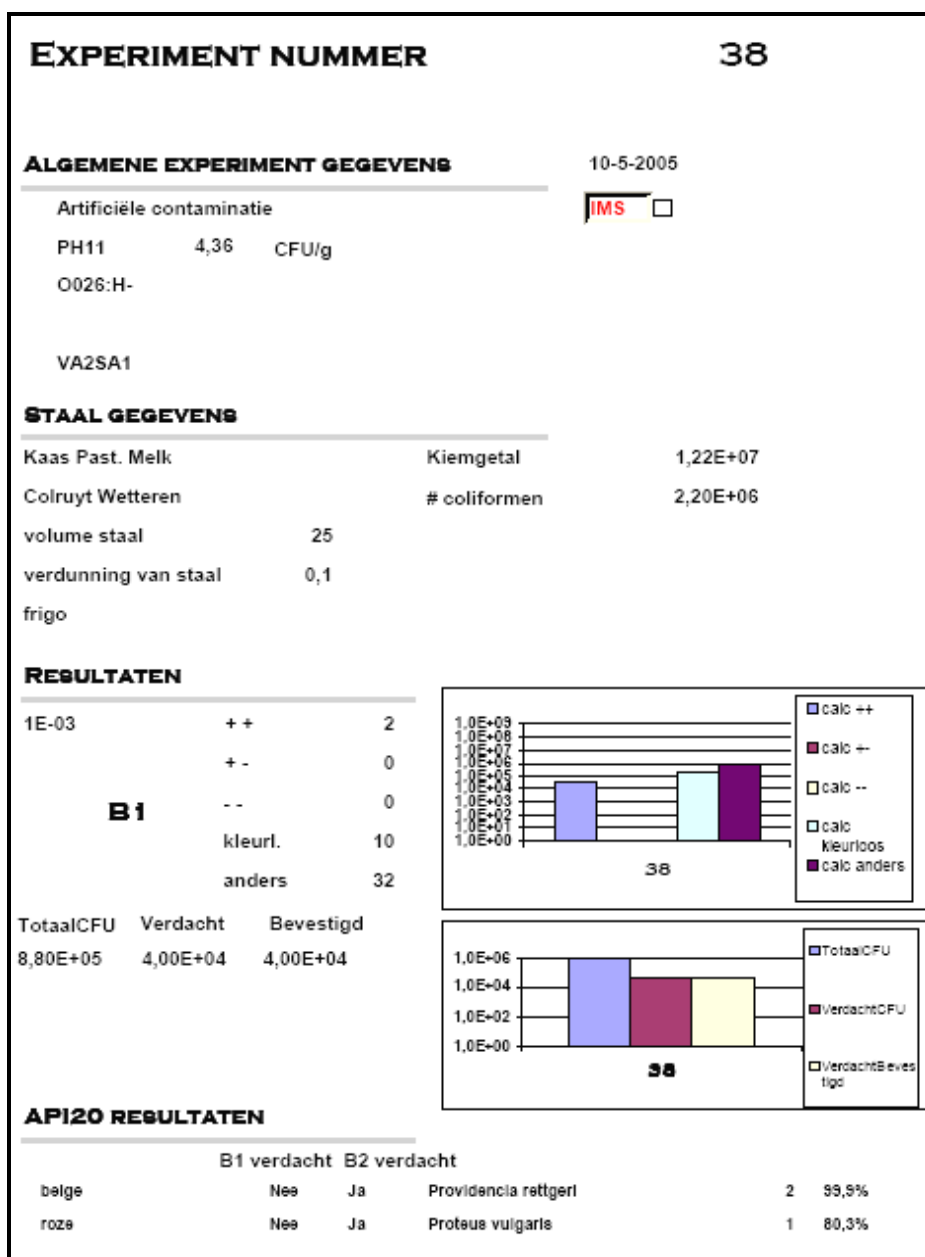 EXPERIMENT NUMMER 38
ALGEMENE EXPERIMENT GEGEVENS 10-5-2005
Artificiële contaminatie IMS
PH11 4,36 CFU/g
O026:H-
VA2SA1
STAAL GEGEVENS
Kaas Past. Melk Kiemgetal 1,22E+07
Colruyt Wetteren # coliformen 2,20E+06
volume staal 25
verdunning van staal 0,1
frigo
RESULTATEN
1E-03 + + 2
+ - 0
B1 - - 0
kleurl. 10
anders 32
TotaalCFU Verdacht Bevestigd
8,80E+05 4,00E+04 4,00E+04
1,0E+09
1,0E+08
1,0E+07
1,0E+06
1,0E+05
1,0E+04
1,0E+03
1,0E+02
1,0E+01
1,0E+00
38
calc ++
calc +-
calc --
calc
kleurloos
calc anders
1,0E+06
1,0E+04
1,0E+02
1,0E+00
38
TotaalCFU
VerdachtCFU
VerdachtBeves
tigd
API20 RESULTATEN
B1 verdacht B2 verdacht
beige Nee Ja Providencia rettgeri 2 99,9%
roze Nee Ja Proteus vulgaris 1 80,3%